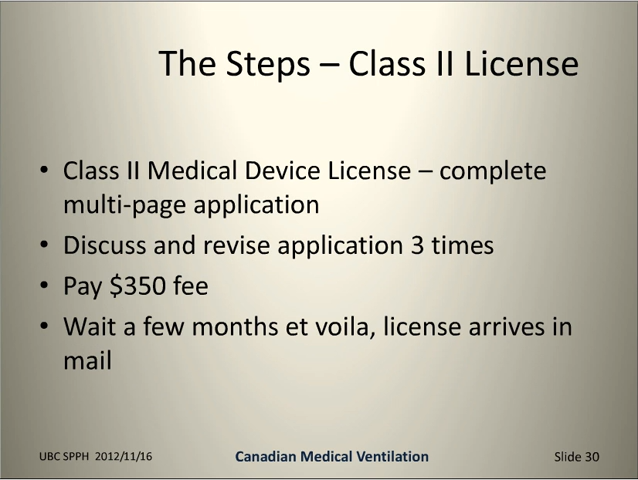 The Steps – Class II License
• Class II Medical Device License – complete
multi-page application
• Discuss and revise application 3 times
• Pay $350 fee
• Wait a few months et voila, license arrives in
mail
UBC SPPH 2012/11/16 Canadian Medical Ventilation Slide 30